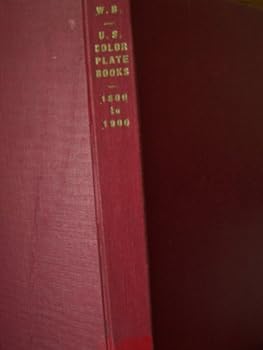 W. B.
U. S.
COLOR
PLATE
BOOKS
1800
to
1900